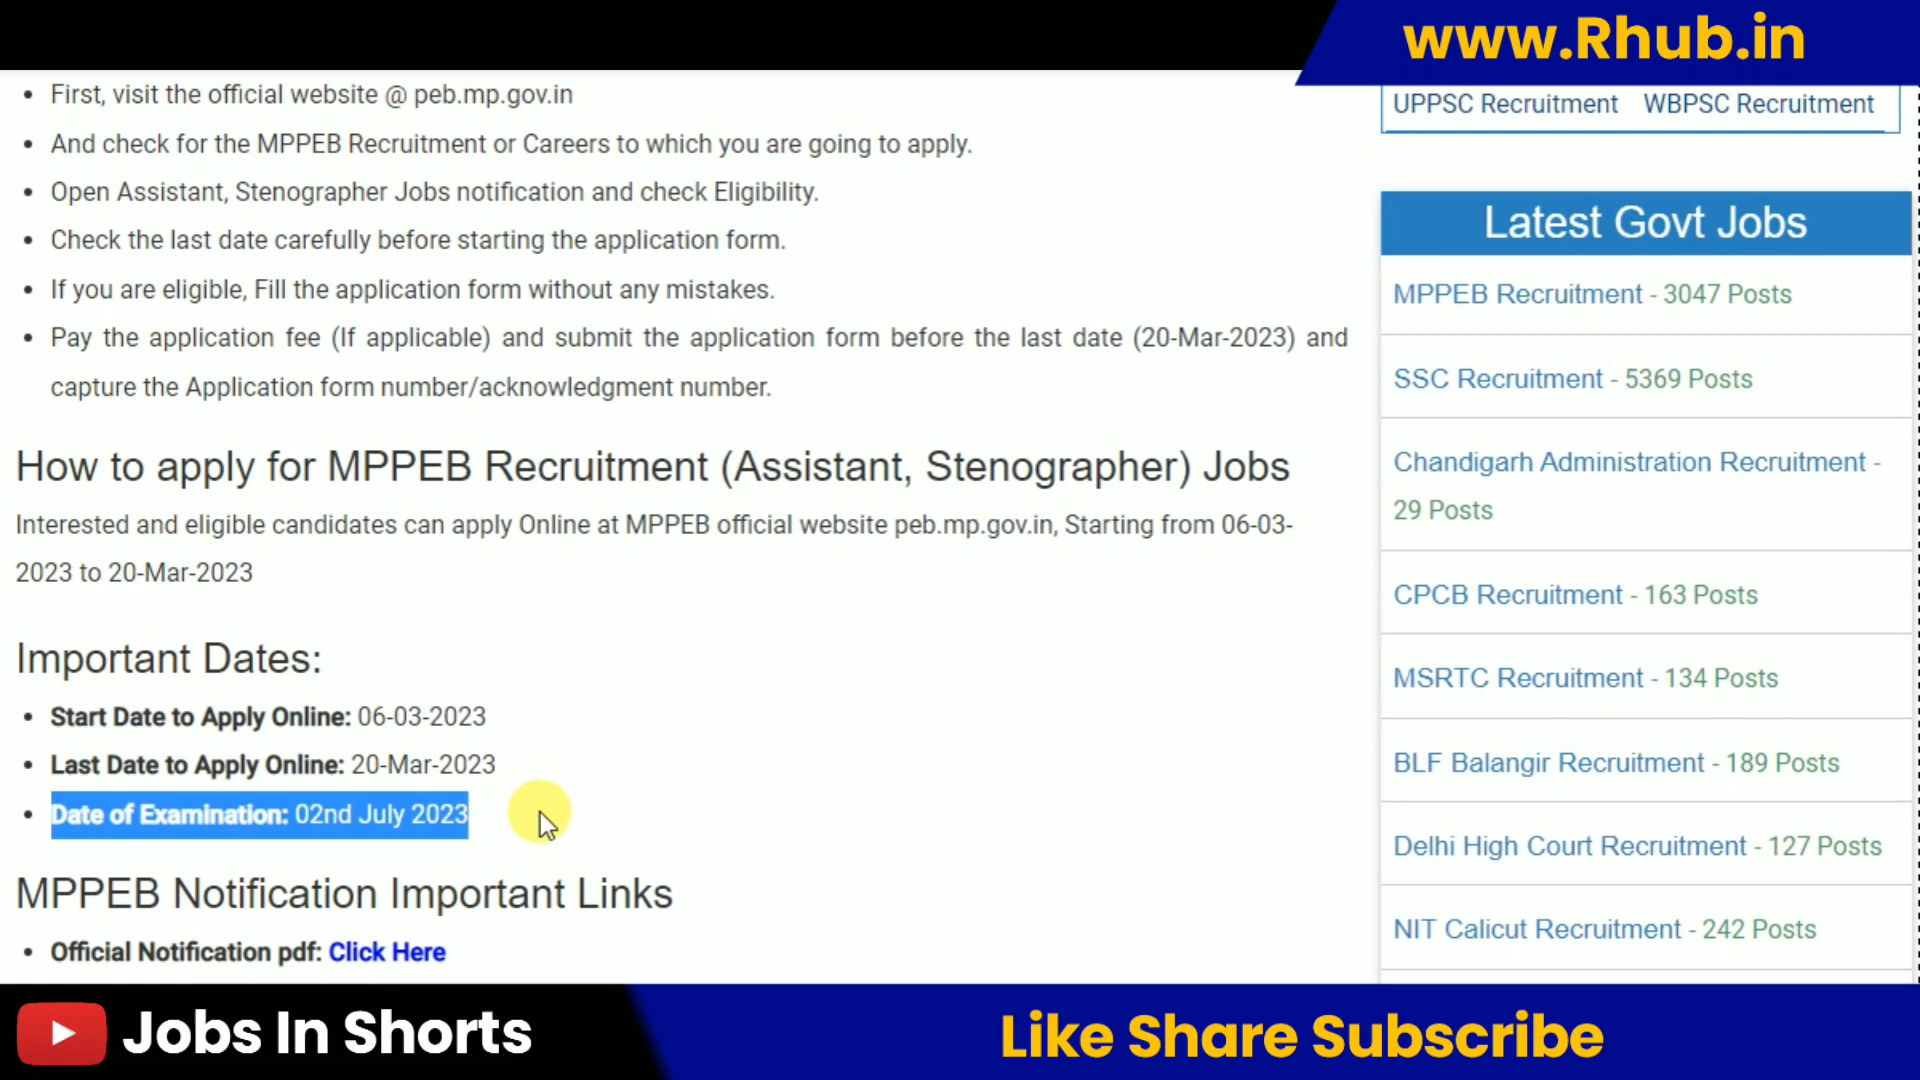 www.Rhub.in
First, visit the official website @ peb.mp.gov.in
And check for the MPPEB Recruitment or Careers to which you are going to apply.
Open Assistant, Stenographer Jobs notification and check Eligibility.
Check the last date carefully before starting the application form.
If you are eligible, Fill the application form without any mistakes.
Pay the application fee (If applicable) and submit the application form before the last date (20-Mar-2023) and
capture the Application form number/acknowledgment number.
How to apply for MPPEB Recruitment (Assistant, Stenographer) Jobs
Interested and eligible candidates can apply Online at MPPEB official website peb.mp.gov.in, Starting from 06-03-
2023 to 20-Mar-2023
Important Dates:
Start Date to Apply Online: 06-03-2023
Last Date to Apply Online: 20-Mar-2023
Date of Examination: 02nd July 2023
MPPEB Notification Important Links
Official Notification pdf: Click Here
UPPSC Recruitment WBPSC Recruitment
Latest Govt Jobs
MPPEB Recruitment - 3047 Posts
SSC Recruitment - 5369 Posts
Chandigarh Administration Recruitment -
29 Posts
CPCB Recruitment - 163 Posts
MSRTC Recruitment - 134 Posts
BLF Balangir Recruitment - 189 Posts
Delhi High Court Recruitment - 127 Posts
NIT Calicut Recruitment - 242 Posts
Jobs In Shorts
Like Share Subscribe